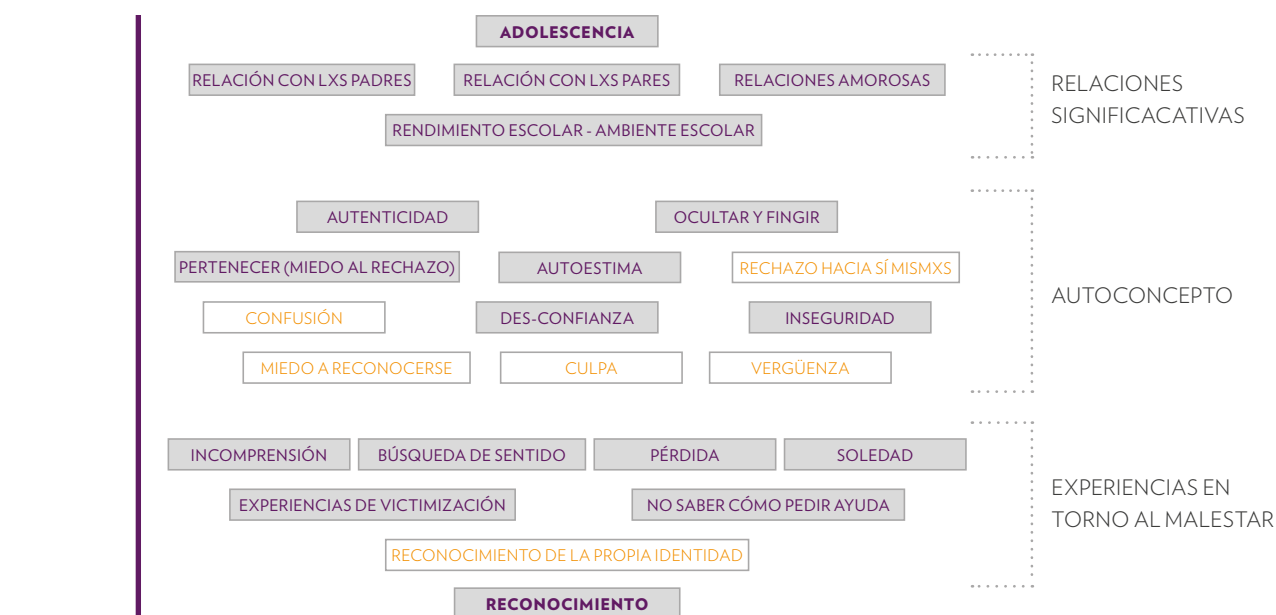 ADOLESCENCIA
RELACIÓN CON LXS PADRES
RELACIÓN CON LXS PARES
RELACIONES AMOROSAS
RENDIMIENTO ESCOLAR - AMBIENTE ESCOLAR
RELACIONES
SIGNIFICACATIVAS
AUTENTICIDAD
OCULTAR Y FINGIR
PERTENECER (MIEDO AL RECHAZO)
AUTOESTIMA
RECHAZO HACIA SÍ MISMXS
CONFUSIÓN
DES-CONFIANZA
INSEGURIDAD
MIEDO A RECONOCERSE
CULPA
VERGÜENZA
AUTOCONCEPTO
INCOMPRENSIÓN
BÚSQUEDA DE SENTIDO
PÉRDIDA
SOLEDAD
EXPERIENCIAS DE VICTIMIZACIÓN
NO SABER CÓMO PEDIR AYUDA
RECONOCIMIENTO DE LA PROPIA IDENTIDAD
EXPERIENCIAS EN
TORNO AL MALESTAR
RECONOCIMIENTO